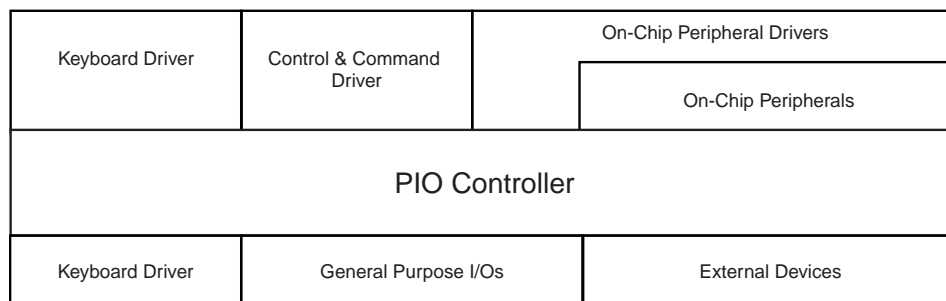 Keyboard Driver
Control & Command
Driver
On-Chip Peripheral Drivers
On-Chip Peripherals
PIO Controller
Keyboard Driver
General Purpose I/Os
External Devices